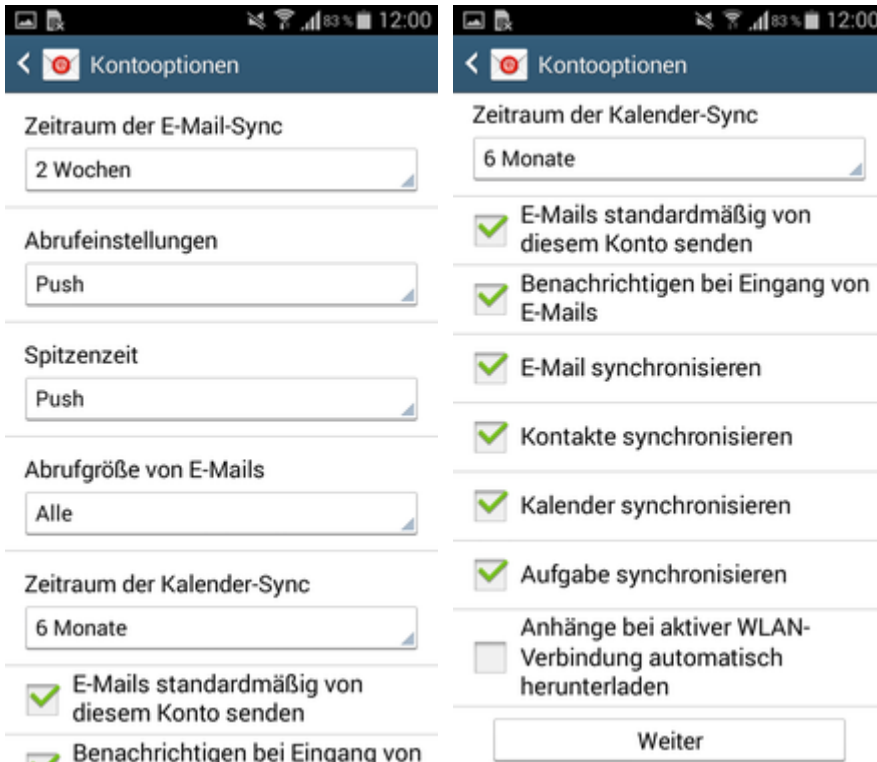 83 % 12:00
Kontooptionen
Zeitraum der E-Mail-Sync
2 Wochen
Abrufeinstellungen
Push
Spitzenzeit
Push
Abrufgröße von E-Mails
Alle
Zeitraum der Kalender-Sync
6 Monate
E-Mails standardmäßig von
diesem Konto senden
Benachrichtigen bei Eingang von
83 % 12:00
Kontooptionen
Zeitraum der Kalender-Sync
6 Monate
E-Mails standardmäßig von
diesem Konto senden
Benachrichtigen bei Eingang von
E-Mails
E-Mail synchronisieren
Kontakte synchronisieren
Kalender synchronisieren
Aufgabe synchronisieren
Anhänge bei aktiver WLAN-
Verbindung automatisch
herunterladen
Weiter